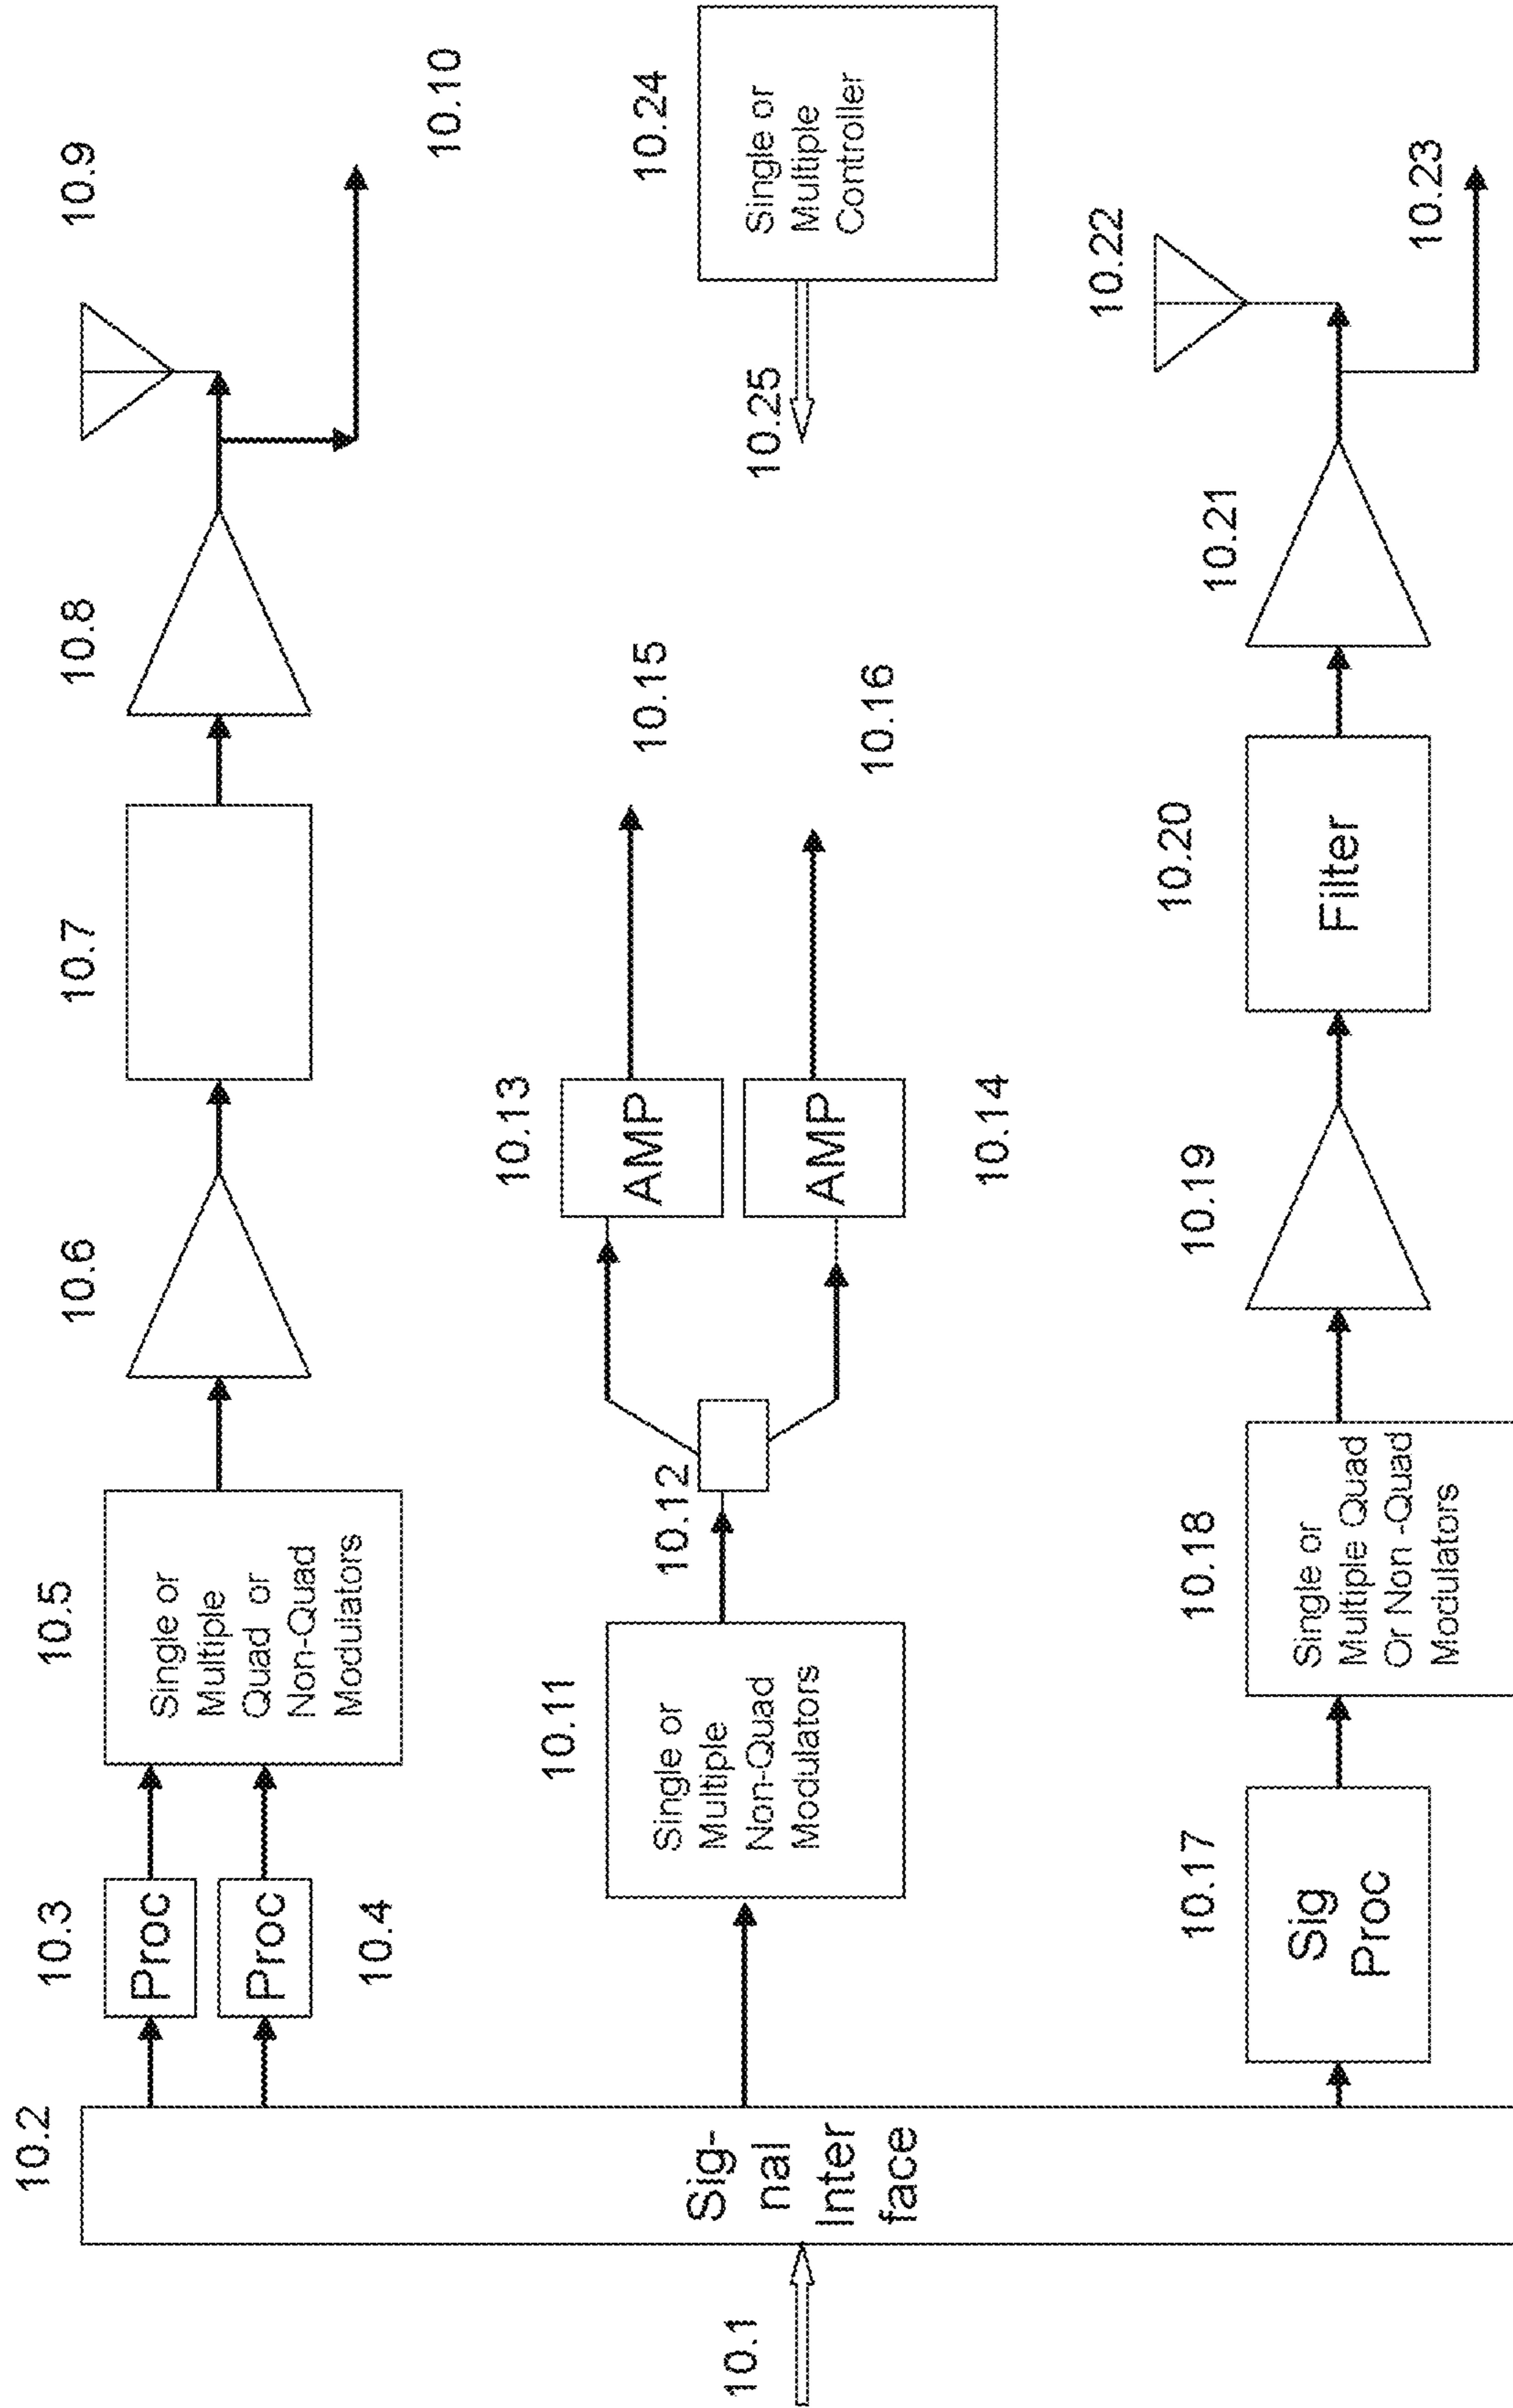 10.1
10.2
Sig-
nal
Inter
face
10.3
Proc
Proc
10.4
10.5
Single or
Multiple
Quad or
Non-Quad
Modulators
10.6
10.7
10.8
10.9
10.10
10.11
Single or
Multiple
Non-Quad
Modulators
10.12
10.13
AMP
AMP
10.14
10.15
10.16
10.24
Single or
Multiple
Controller
10.25
10.17
Sig
Proc
10.18
Single or
Multiple Quad
Or Non -Quad
Modulators
10.19
10.20
Filter
10.21
10.22
10.23